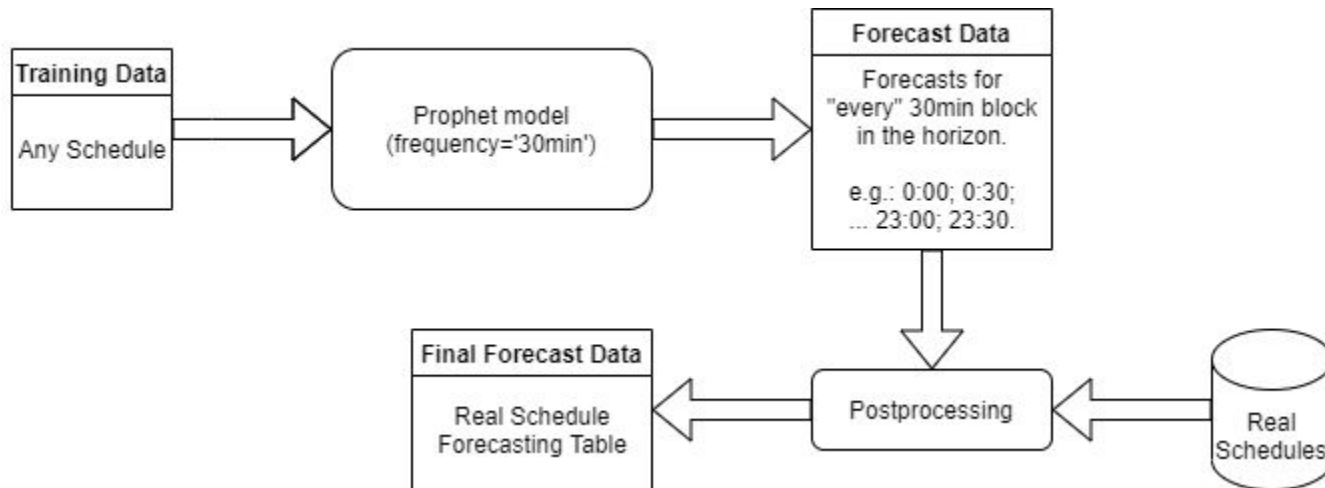 Training Data
Any Schedule
Prophet model
(frequency='30min')
Forecast Data
Forecasts for
"every" 30min block
in the horizon.
e.g.: 0:00; 0:30;
... 23:00; 23:30.
Final Forecast Data
Real Schedule
Forecasting Table
Postprocessing
Real
Schedules